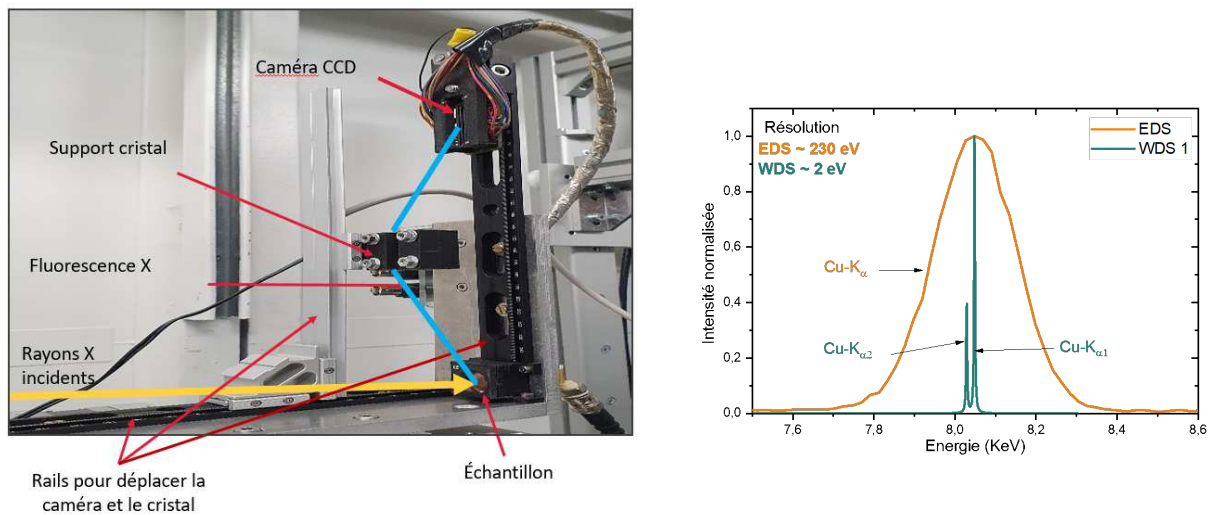 Caméra CCD
Support cristal
Fluorescence X
Rayons X
incidents
Échantillon
Rails pour déplacer la
caméra et le cristal
Résolution
EDS ~ 230 eV
WDS ~ 2 eV
EDS
WDS 1
Cu-Kα
Cu-Kα2
Cu-Kα1
Intensité normalisée
1,0
0,8
0,6
0,4
0,2
0,0
7,6
7,8
8,0
8,2
8,4
8,6
Energie (KeV)